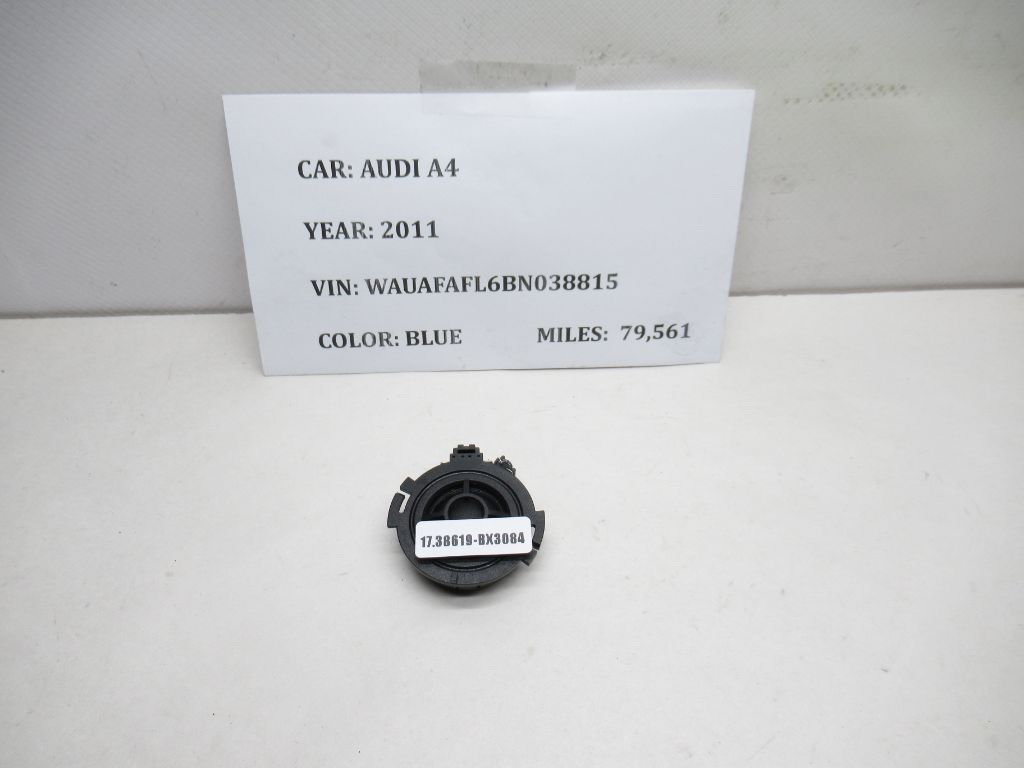 CAR: AUDI A4
YEAR: 2011
VIN: WAUAFAFL6BN038815
COLOR: BLUE MILES: 79,561
17.38619-BX3084